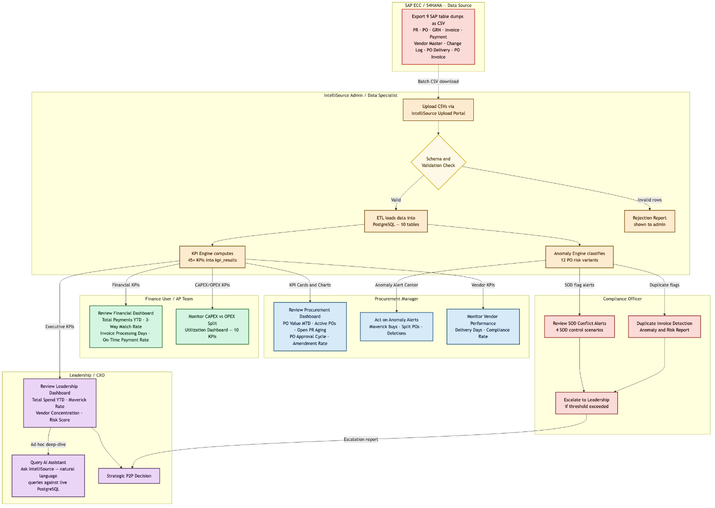 SAP ECC / S4HANA — Data Source
Export 9 SAP table dumps
as CSV
PR · PO · GRN · Invoice ·
Payment
Vendor Master · Change
Log · PO Delivery · PO
Invoice
Batch CSV download
IntelliSource Admin / Data Specialist
Upload CSVs via
IntelliSource Upload Portal
Schema and
Validation Check
Valid
Invalid rows
ETL loads data into
PostgreSQL — 10 tables
Rejection Report
shown to admin
KPI Engine computes
45+ KPIs into kpi_results
Anomaly Engine classifies
12 PO risk variants
Financial KPIs
CAPEX/OPEX KPIs
KPI Cards and Charts
Anomaly Alert Center
Vendor KPIs
SOD flag alerts
Duplicate flags
Executive KPIs
Finance User / AP Team
Review Financial Dashboard
Total Payments YTD · 3-
Way Match Rate
Invoice Processing Days ·
On-Time Payment Rate
Monitor CAPEX vs OPEX
Split
Utilization Dashboard — 10
KPIs
Procurement Manager
Review Procurement
Dashboard
PO Value MTD · Active POs
· Open PR Aging
PO Approval Cycle ·
Amendment Rate
Act on Anomaly Alerts
Maverick Buys · Split POs ·
Deletions
Monitor Vendor
Performance
Delivery Days · Compliance
Rate
Compliance Officer
Review SOD Conflict Alerts
4 SOD control scenarios
Duplicate Invoice Detection
Anomaly and Risk Report
Escalate to Leadership
if threshold exceeded
Leadership / CXO
Review Leadership
Dashboard
Total Spend YTD · Maverick
Rate
Vendor Concentration ·
Risk Score
Ad hoc deep-dive
Escalation report
Query AI Assistant
Ask IntelliSource — natural
language
queries against live
PostgreSQL
Strategic P2P Decision